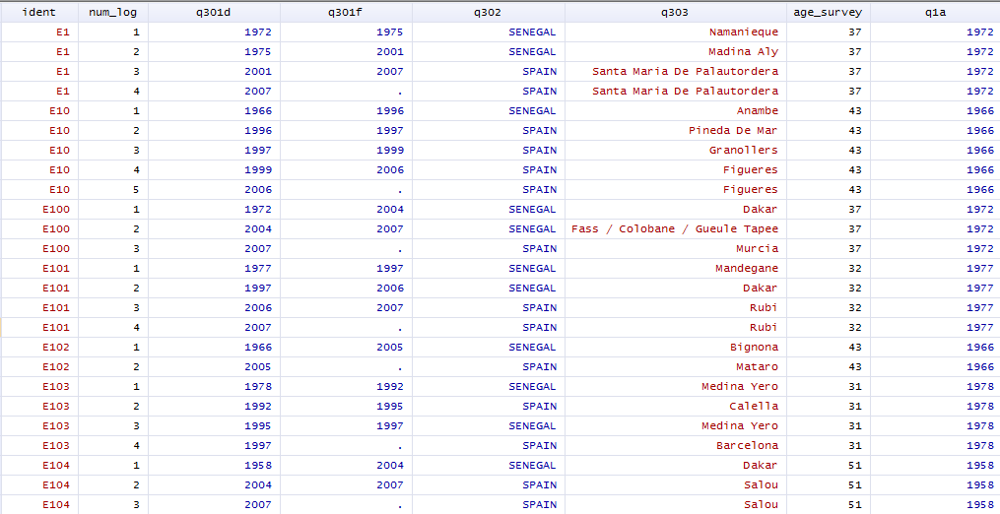 ident num_log q301d q301f q302 q303 age_survey q1a
E1 1 1972 1975 SENEGAL Namanieque 37 1972
E1 2 1975 2001 SENEGAL Madina Aly 37 1972
E1 3 2001 2007 SPAIN Santa Maria De Palautordera 37 1972
E1 4 2007 . SPAIN Santa Maria De Palautordera 37 1972
E10 1 1966 1996 SENEGAL Anambe 43 1966
E10 2 1996 1997 SPAIN Pineda De Mar 43 1966
E10 3 1997 1999 SPAIN Granollers 43 1966
E10 4 1999 2006 SPAIN Figueres 43 1966
E10 5 2006 . SPAIN Figueres 43 1966
E100 1 1972 2004 SENEGAL Dakar 37 1972
E100 2 2004 2007 SENEGAL Fass / Colobane / Gueule Tapee 37 1972
E100 3 2007 . SPAIN Murcia 37 1972
E101 1 1977 1997 SENEGAL Mandegane 32 1977
E101 2 1997 2006 SENEGAL Dakar 32 1977
E101 3 2006 2007 SPAIN Rubi 32 1977
E101 4 2007 . SPAIN Rubi 32 1977
E102 1 1966 2005 SENEGAL Bignona 43 1966
E102 2 2005 . SPAIN Mataro 43 1966
E103 1 1978 1992 SENEGAL Medina Yero 31 1978
E103 2 1992 1995 SPAIN Calella 31 1978
E103 3 1995 1997 SENEGAL Medina Yero 31 1978
E103 4 1997 . SPAIN Barcelona 31 1978
E104 1 1958 2004 SENEGAL Dakar 51 1958
E104 2 2004 2007 SPAIN Salou 51 1958
E104 3 2007 . SPAIN Salou 51 1958